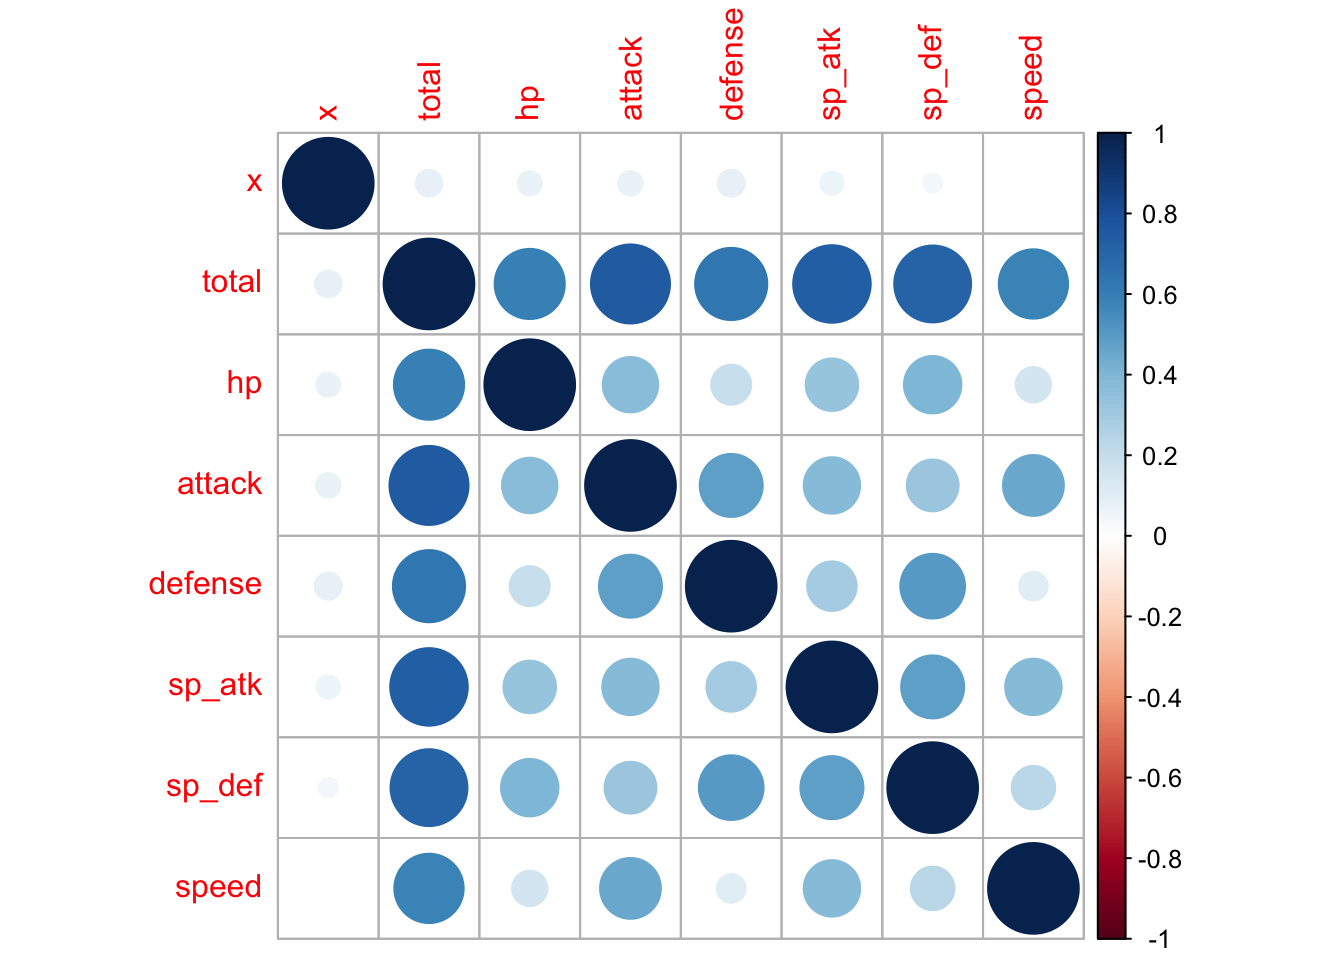 x total hp attack defense sp_atk sp_def speed
x
total
hp
attack
defense
sp_atk
sp_def
speed
1
0.8
0.6
0.4
0.2
0
-0.2
-0.4
-0.6
-0.8
-1